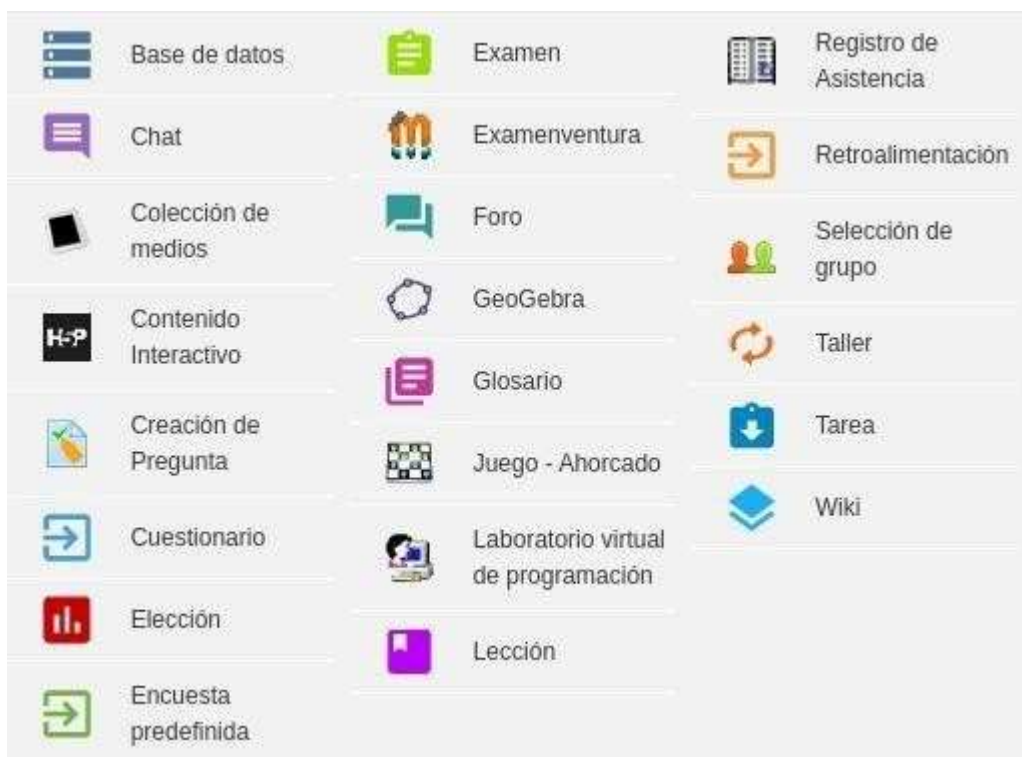 Base de datos
Chat
Colección de
medios
H-P
Contenido
Interactivo
Creación de
Pregunta
Cuestionario
Elección
Encuesta
predefinida
Examen
Examenventura
Foro
GeoGebra
Glosario
Juego - Ahorcado
Laboratorio virtual
de programación
Lección
Registro de
Asistencia
Retroalimentación
Selección de
grupo
Taller
Tarea
Wiki